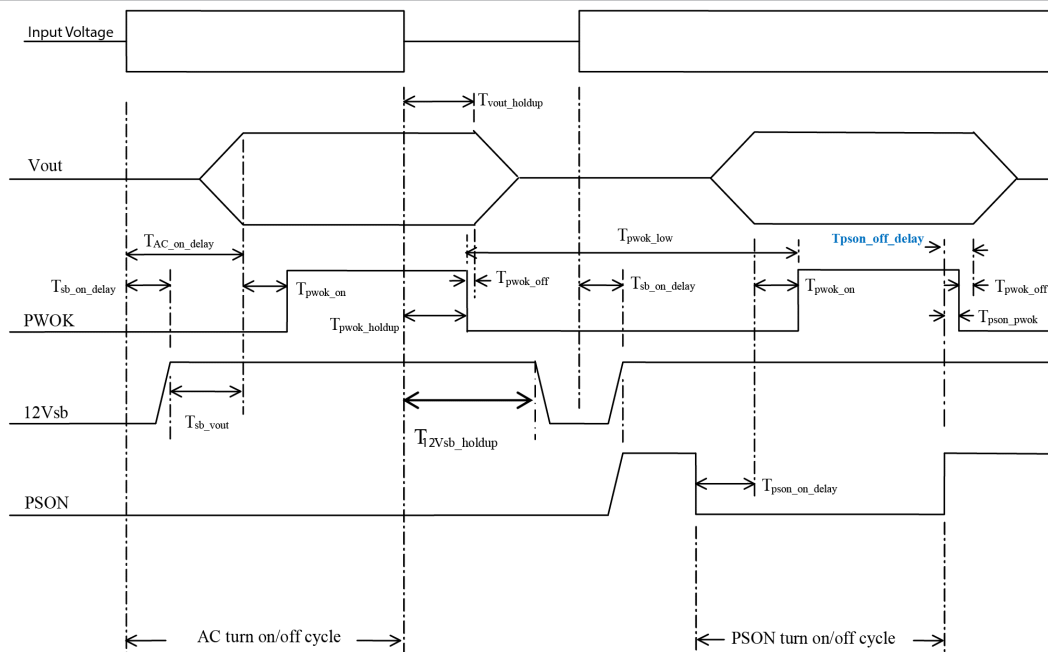 Input Voltage
Tvout_holdup
Vout
TAC_on_delay
Tpwok_low
Tpson_off_delay
Tsb_on_delay
Tpwok_on
Tpwok_off
Tsb_on_delay
Tpwok_on
Tpwok_off
PWOK
Tpwok_holdup
Tpson_pwok
12Vsb
Tsb_vout
T12Vsb_holdup
PSON
Tpson_on_delay
AC turn on/off cycle
PSON turn on/off cycle